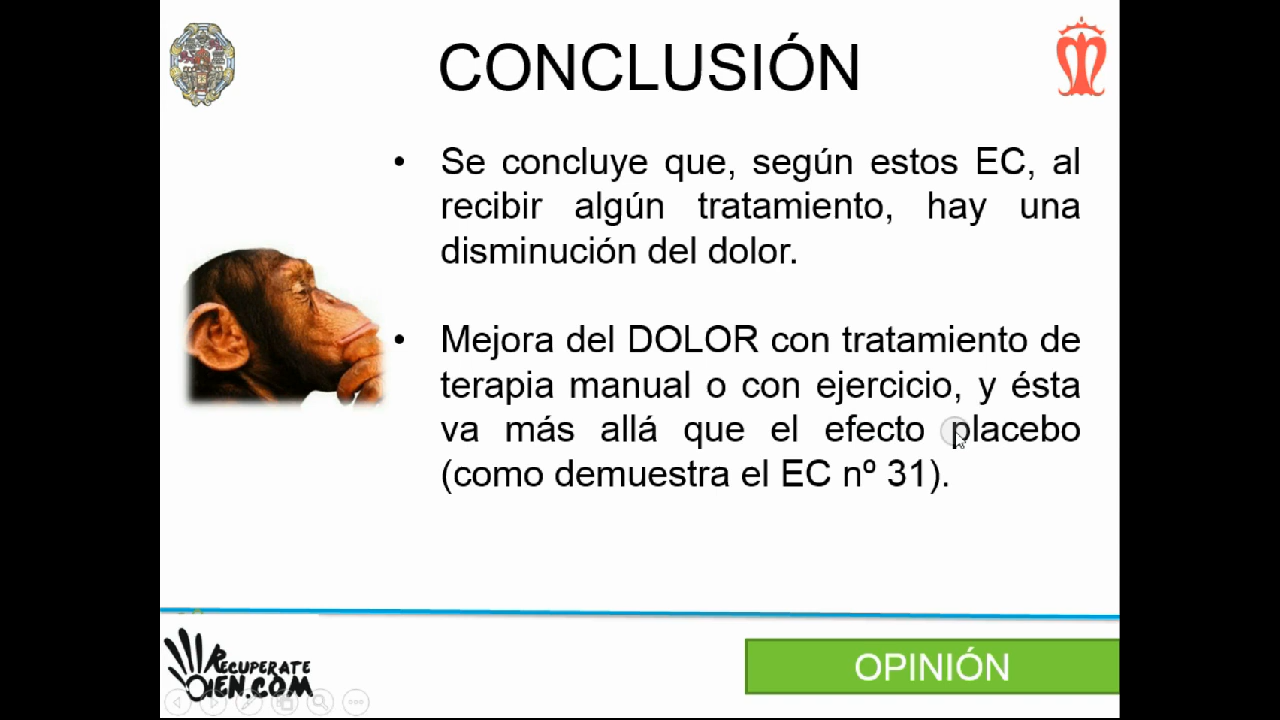 CONCLUSIÓN
• Se concluye que, según estos EC, al
recibir algún tratamiento, hay una
disminución del dolor.
• Mejora del DOLOR con tratamiento de
terapia manual o con ejercicio, y ésta
va más allá que el efecto placebo
(como demuestra el EC nº 31).
RECUPERATE
BIEN.COM
OPINIÓN